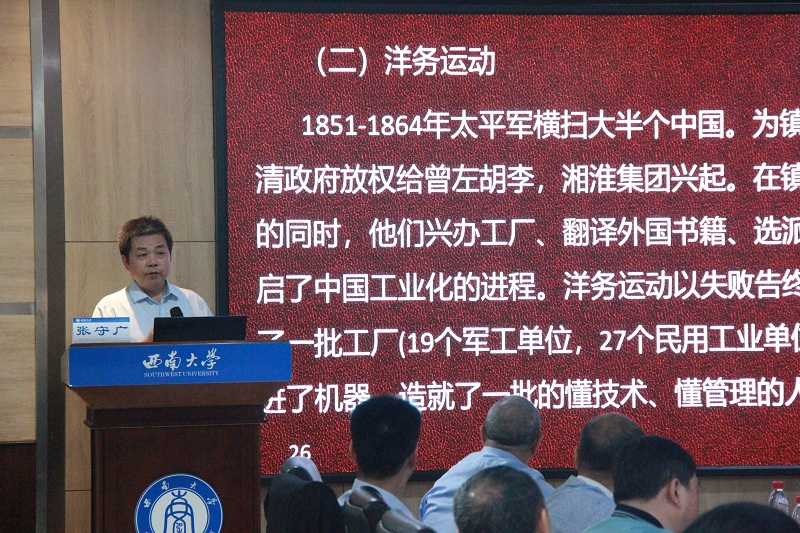 （二）洋务运动
1851-1864年太平军横扫大半个中国。为镇
清政府放权给曾左胡李，湘淮集团兴起。在镇
的同时，他们兴办工厂、翻译外国书籍、选派
启了中国工业化的进程。洋务运动以失败告终
了一批工厂(19个军工单位，27个民用工业单位
进了机器，造就了一批的懂技术、懂管理的人
26
张守广
西南大学
SOUTHWEST UNIVERSITY
西南大学